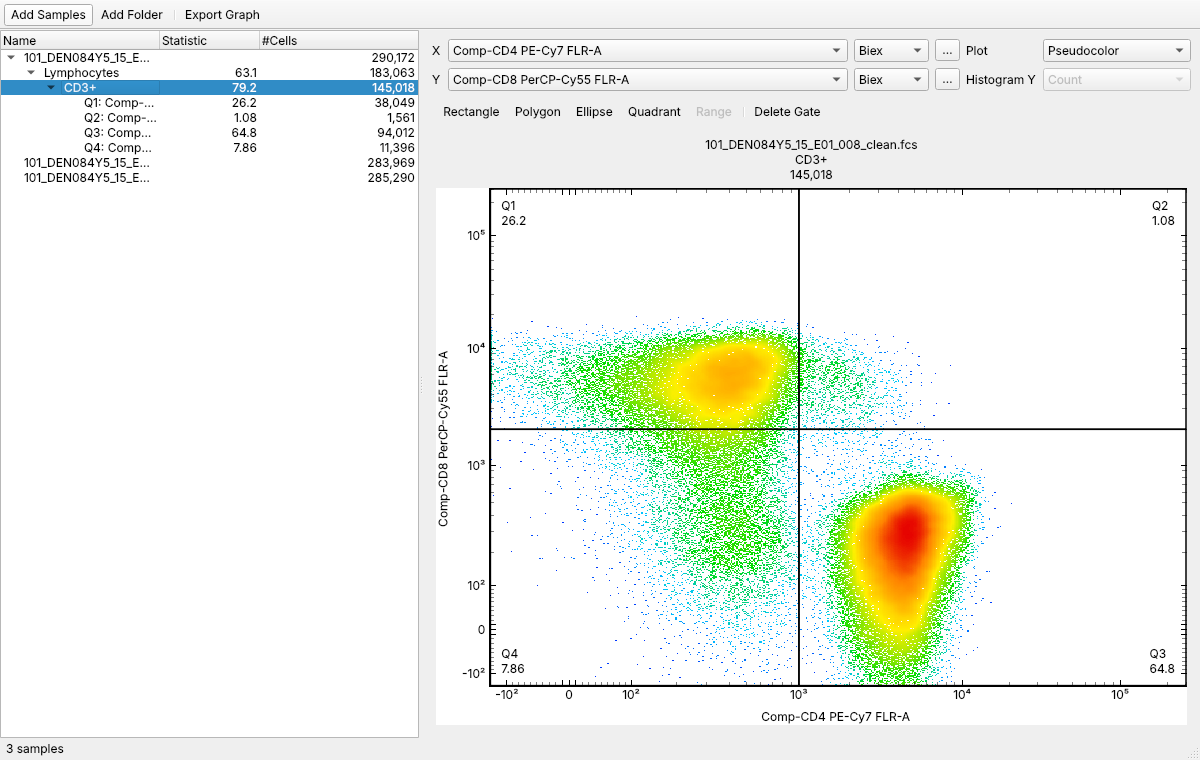 Add Samples Add Folder Export Graph
Name Statistic #Cells
101_DEN084Y5_15_E... 290,172
Lymphocytes 63.1 183,063
CD3+ 79.2 145,018
Q1: Comp-... 26.2 38,049
Q2: Comp-... 1.08 1,561
Q3: Comp... 64.8 94,012
Q4: Comp... 7.86 11,396
101_DEN084Y5_15_E... 283,969
101_DEN084Y5_15_E... 285,290
3 samples
X Comp-CD4 PE-Cy7 FLR-A Biex ... Plot Pseudocolor
Y Comp-CD8 PerCP-Cy55 FLR-A Biex ... Histogram Y Count
Rectangle Polygon Ellipse Quadrant Range Delete Gate
101_DEN084Y5_15_E01_008_clean.fcs
CD3+
145,018
Q1 Q2
26.2 1.08
10⁵
10⁴
10³
10²
0
-10²
Comp-CD8 PerCP-Cy55 FLR-A
Q4 Q3
7.86 64.8
-10² 0 10² 10³ 10⁴ 10⁵
Comp-CD4 PE-Cy7 FLR-A